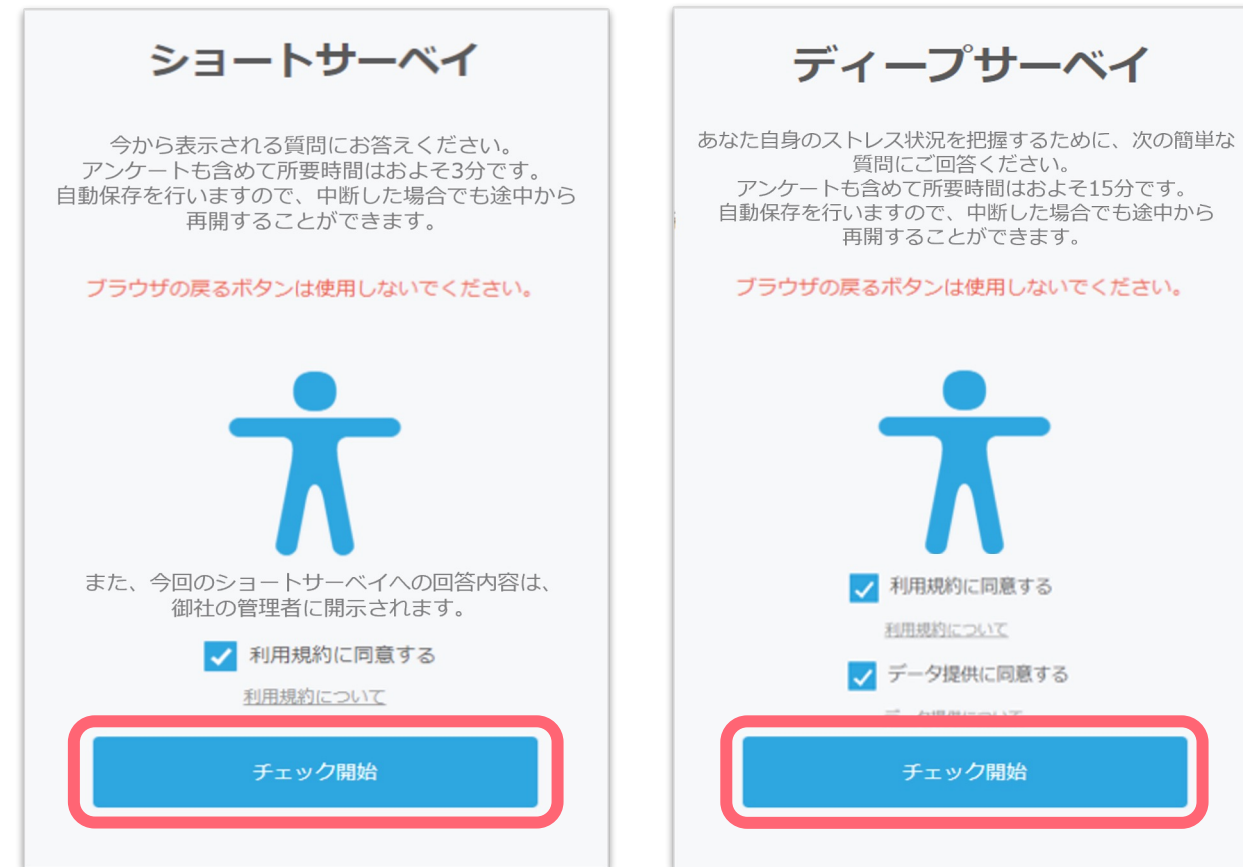 ショートサーベイ
今から表示される質問にお答えください。
アンケートも含めて所要時間はおよそ3分です。
自動保存を行いますので、中断した場合でも途中から
再開することができます。
ブラウザの戻るボタンは使用しないでください。
また、今回のショートサーベイへの回答内容は、
御社の管理者に開示されます。
利用規約に同意する
利用規約について
チェック開始
ディープサーベイ
あなた自身のストレス状況を把握するために、次の簡単な
質問にご回答ください。
アンケートも含めて所要時間はおよそ15分です。
自動保存を行いますので、中断した場合でも途中から
再開することができます。
ブラウザの戻るボタンは使用しないでください。
利用規約に同意する
利用規約について
データ提供に同意する
チェック開始